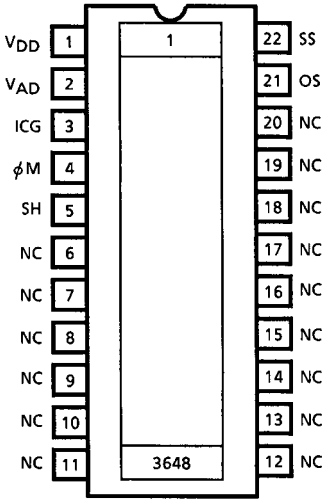 VDD 1 1 22 SS
VAD 2 21 OS
ICG 3 20 NC
ϕM 4 19 NC
SH 5 18 NC
NC 6 17 NC
NC 7 16 NC
NC 8 15 NC
NC 9 14 NC
NC 10 13 NC
NC 11 3648 12 NC